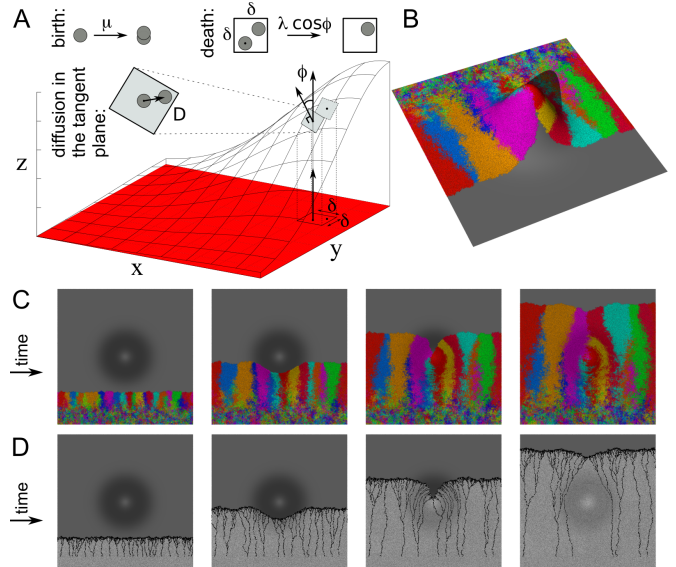 A
birth:
μ
death:
δ
δ
λ cosϕ
B
diffusion in
the tangent
plane:
D
ϕ
z
δ
δ
x
y
C
time
D
time